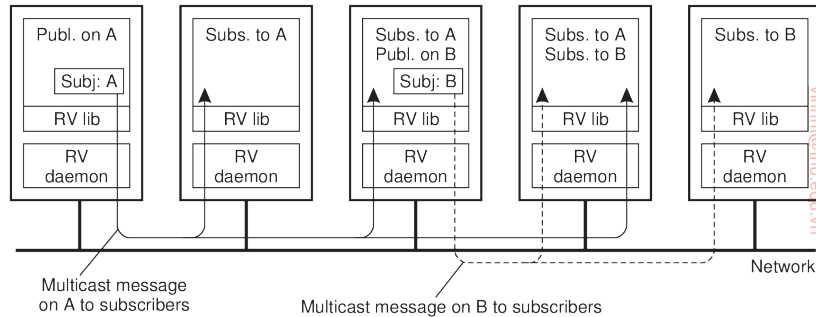 Publ. on A
Subj: A
RV lib
RV
daemon
Subs. to A
RV lib
RV
daemon
Subs. to A
Publ. on B
Subj: B
RV lib
RV
daemon
Subs. to A
Subs. to B
RV lib
RV
daemon
Subs. to B
RV lib
RV
daemon
Network
Multicast message
on A to subscribers
Multicast message on B to subscribers